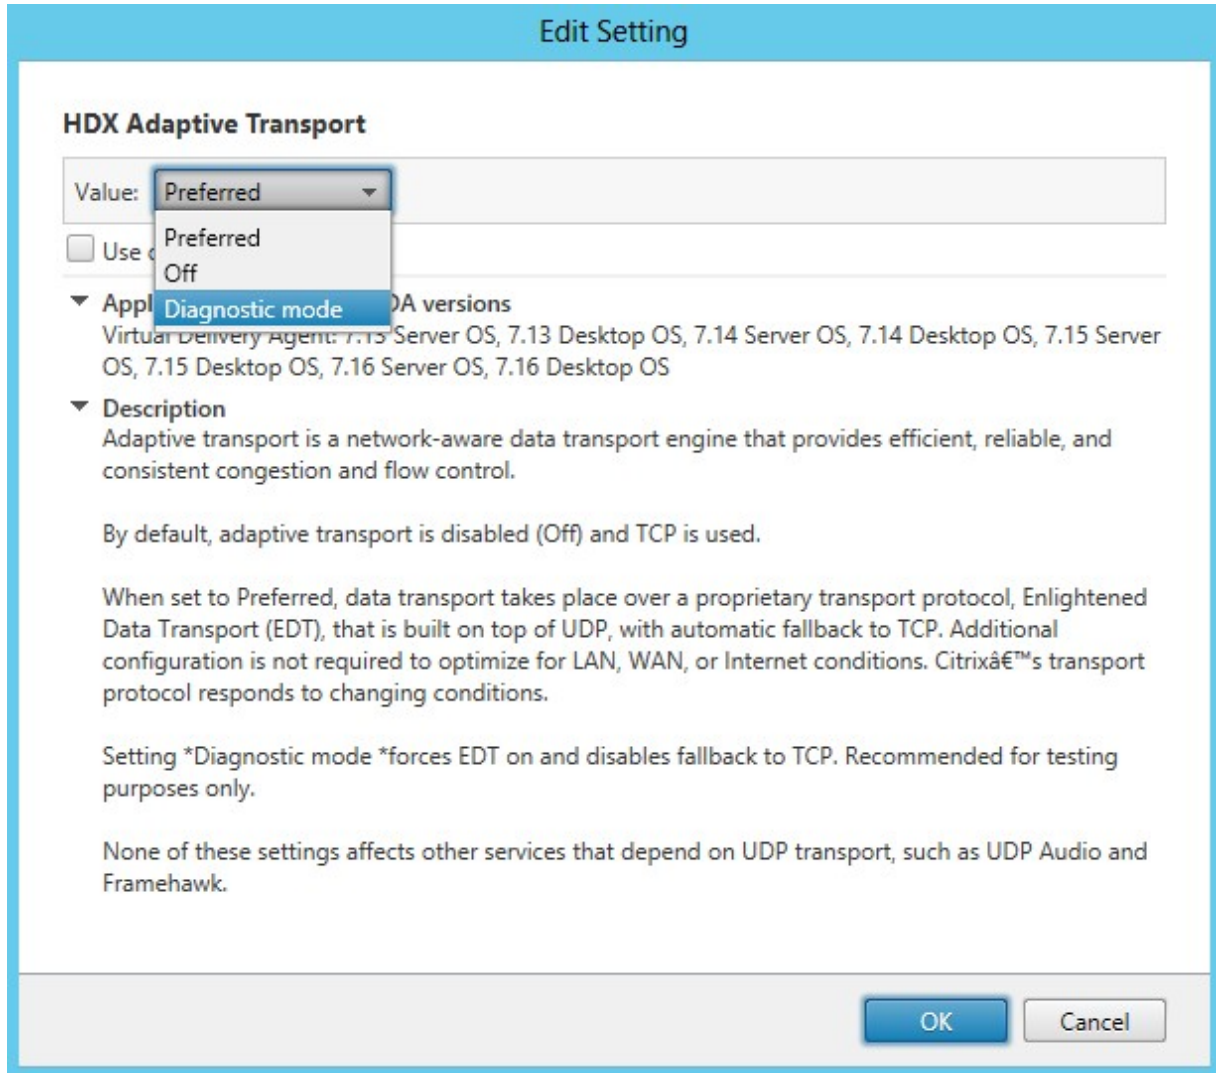 Edit Setting
HDX Adaptive Transport
Value: Preferred
Preferred
Use
Off
Diagnostic mode
Appl DA versions
Virtual Delivery Agent: 7.13 Server OS, 7.13 Desktop OS, 7.14 Server OS, 7.14 Desktop OS, 7.15 Server
OS, 7.15 Desktop OS, 7.16 Server OS, 7.16 Desktop OS
Description
Adaptive transport is a network-aware data transport engine that provides efficient, reliable, and
consistent congestion and flow control.
By default, adaptive transport is disabled (Off) and TCP is used.
When set to Preferred, data transport takes place over a proprietary transport protocol, Enlightened
Data Transport (EDT), that is built on top of UDP, with automatic fallback to TCP. Additional
configuration is not required to optimize for LAN, WAN, or Internet conditions. Citrixâ€™s transport
protocol responds to changing conditions.
Setting *Diagnostic mode *forces EDT on and disables fallback to TCP. Recommended for testing
purposes only.
None of these settings affects other services that depend on UDP transport, such as UDP Audio and
Framehawk.
OK
Cancel